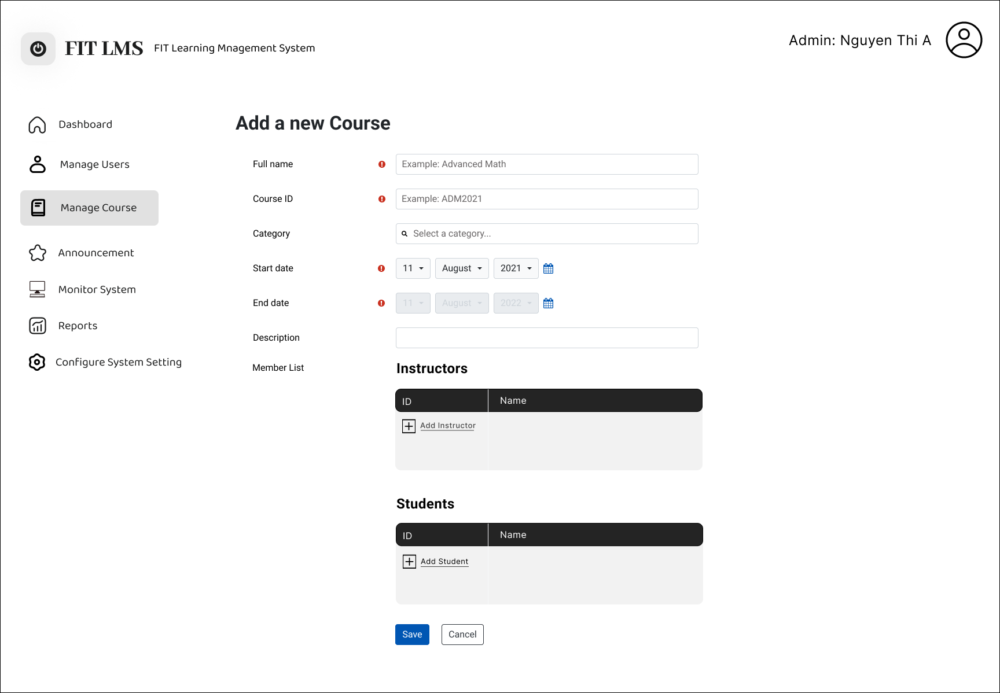 FIT LMS FIT Learning Mnagement System
Admin: Nguyen Thi A
Dashboard
Manage Users
Manage Course
Announcement
Monitor System
Reports
Configure System Setting
Add a new Course
Full name
Example: Advanced Math
Course ID
Example: ADM2021
Category
Select a category...
Start date
11 August 2021
End date
11 August 2022
Description
Member List
Instructors
ID Name
Add Instructor
Students
ID Name
Add Student
Save Cancel